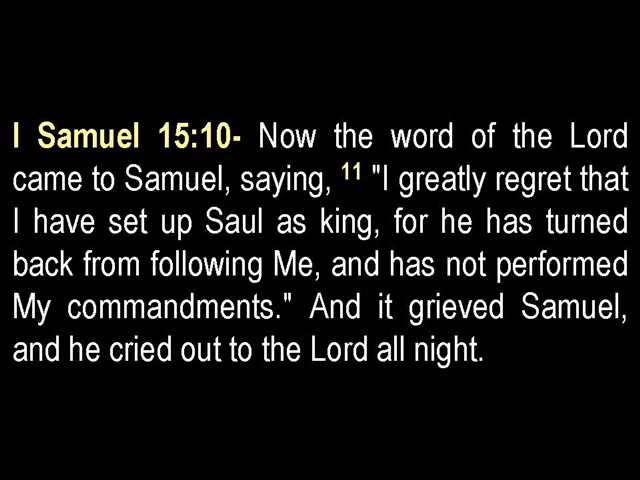 I Samuel 15:10- Now the word of the Lord
came to Samuel, saying, 11 "I greatly regret that
I have set up Saul as king, for he has turned
back from following Me, and has not performed
My commandments." And it grieved Samuel,
and he cried out to the Lord all night.